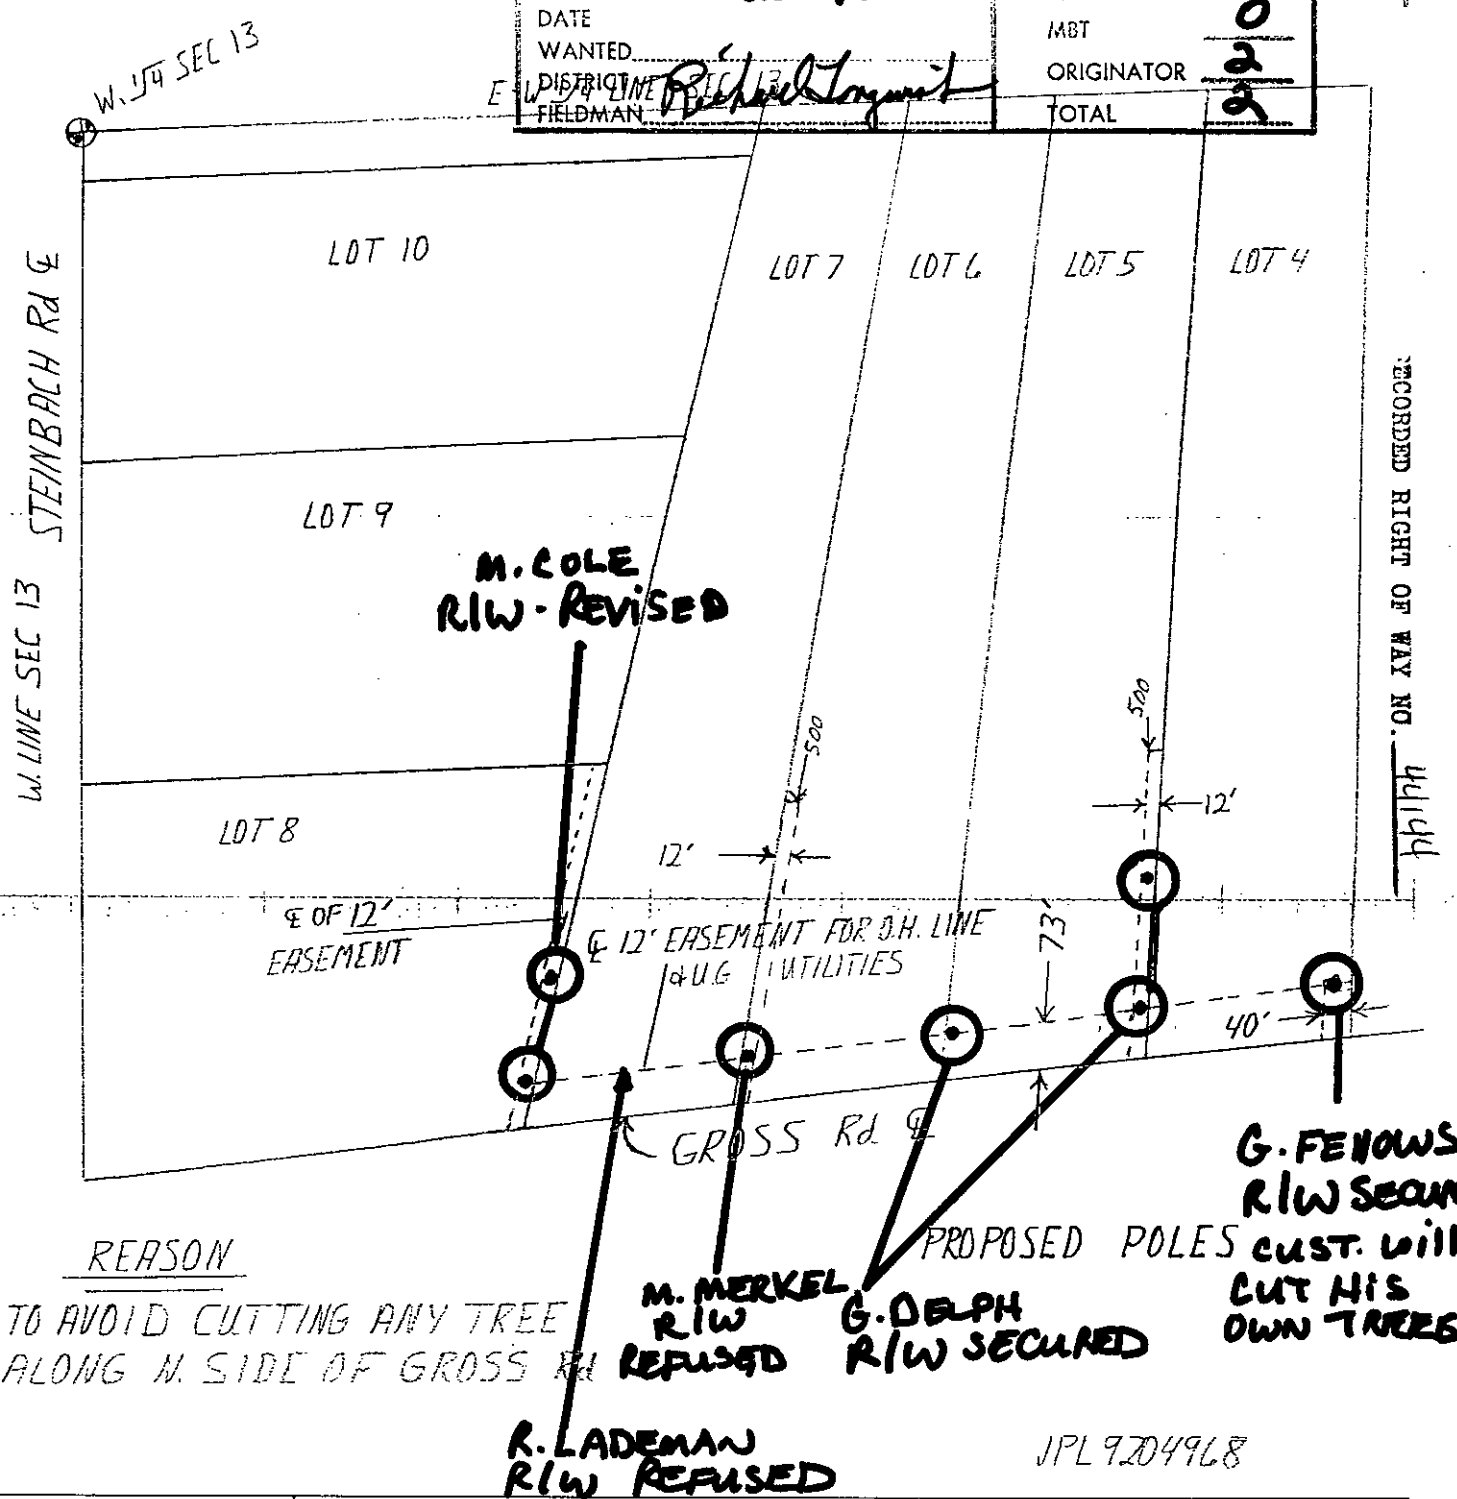 DATE
WANTED
DISTRICT
FIELDMAN
MBT 0
ORIGINATOR 2
TOTAL 2
W. 1/4 SEC 13
E-W 1/4 LINE SEC 13
LOT 10
LOT 7
LOT 6
LOT 5
LOT 4
W. LINE SEC 13 STEINBACH Rd ℄
LOT 9
M. COLE
R/W - REVISED
RECORDED RIGHT OF WAY NO. 44144
500
500
12'
LOT 8
12'
℄ OF 12'
EASEMENT
℄ 12' EASEMENT FOR O.H. LINE
& U.G UTILITIES
73'
40'
GROSS Rd ℄
G. FELLOWS
R/W SECUR
CUST. Will
CUT HIS
OWN TREES
PROPOSED POLES
REASON
TO AVOID CUTTING ANY TREE
ALONG N. SIDE OF GROSS Rd
M. MERKEL
R/W
REFUSED
G. DELPH
R/W SECURED
R. LADEMAN
R/W REFUSED
JPL 9204968